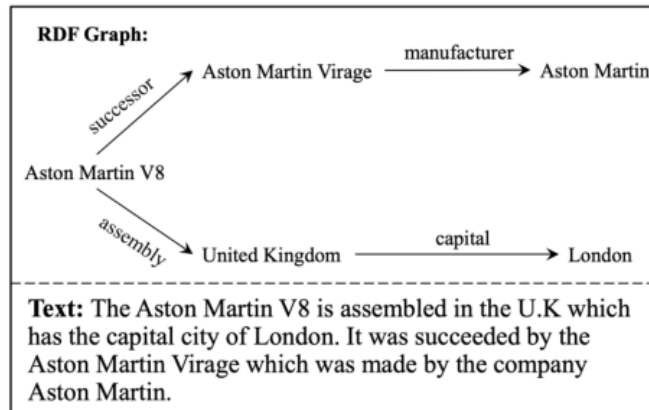 RDF Graph:
manufacturer
Aston Martin Virage
Aston Martin
successor
Aston Martin V8
assembly
capital
United Kingdom
London
Text: The Aston Martin V8 is assembled in the U.K which
has the capital city of London. It was succeeded by the
Aston Martin Virage which was made by the company
Aston Martin.